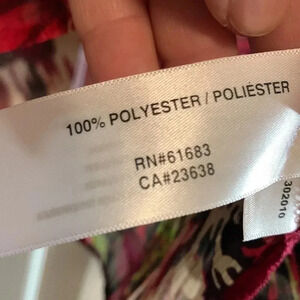 100% POLYESTER / POLIÉSTER
RN#61683
CA#23638
302010